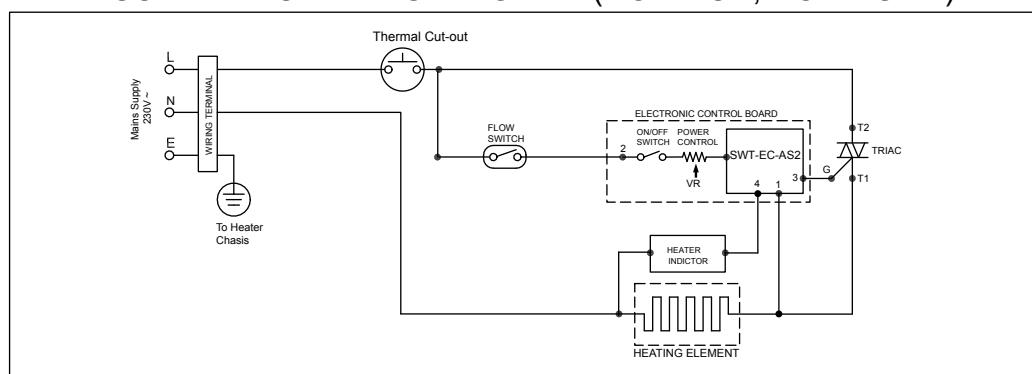 Thermal Cut-out
L
N
E
Mains Supply
230V ~
WIRING TERMINAL
To Heater
Chasis
FLOW
SWITCH
ELECTRONIC CONTROL BOARD
2
ON/OFF
SWITCH
POWER
CONTROL
VR
SWT-EC-AS2
3
4
1
G
T2
TRIAC
T1
HEATER
INDICTOR
HEATING ELEMENT